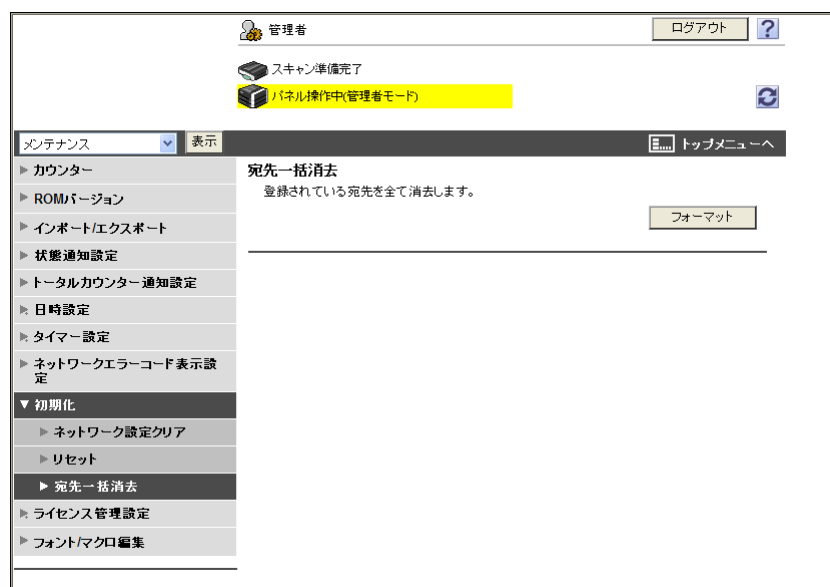 管理者
ログアウト
?
スキャン準備完了
パネル操作中(管理者モード)
メンテナンス
表示
トップメニューへ
カウンター
ROMバージョン
インポート/エクスポート
状態通知設定
トータルカウンター通知設定
日時設定
タイマー設定
ネットワークエラーコード表示設
定
初期化
ネットワーク設定クリア
リセット
宛先一括消去
ライセンス管理設定
フォント/マクロ編集
宛先一括消去
登録されている宛先を全て消去します。
フォーマット